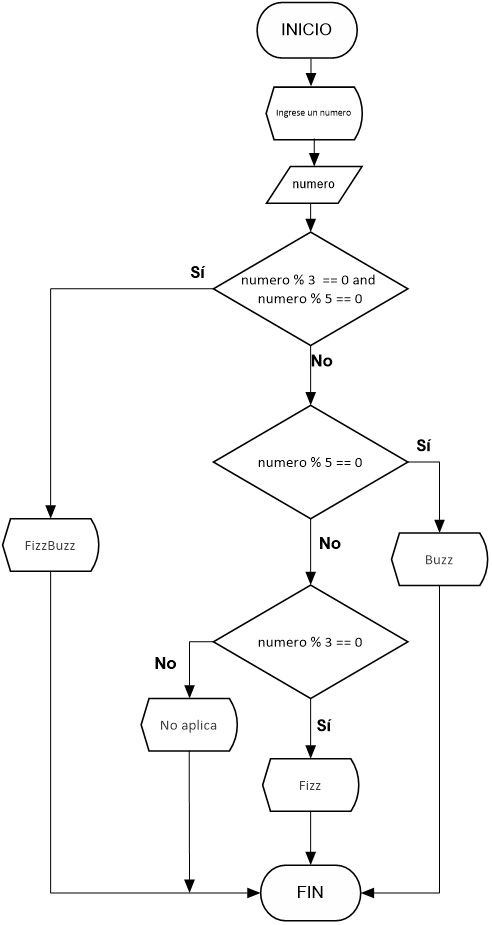 INICIO
Ingrese un numero
numero
Sí
numero % 3 == 0 and
numero % 5 == 0
No
Sí
numero % 5 == 0
FizzBuzz
No
Buzz
numero % 3 == 0
No
No aplica
Sí
Fizz
FIN